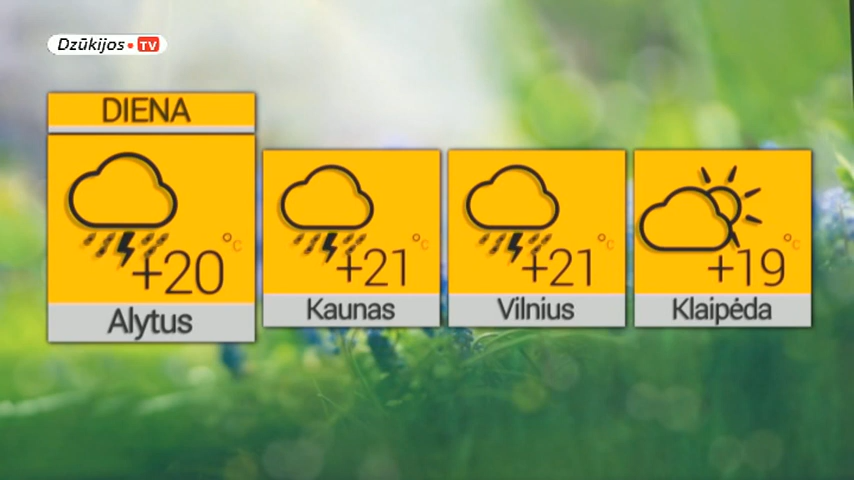 Dzūkijos TV
DIENA
+20°C
Alytus
+21°C
Kaunas
+21°C
Vilnius
+19°C
Klaipėda